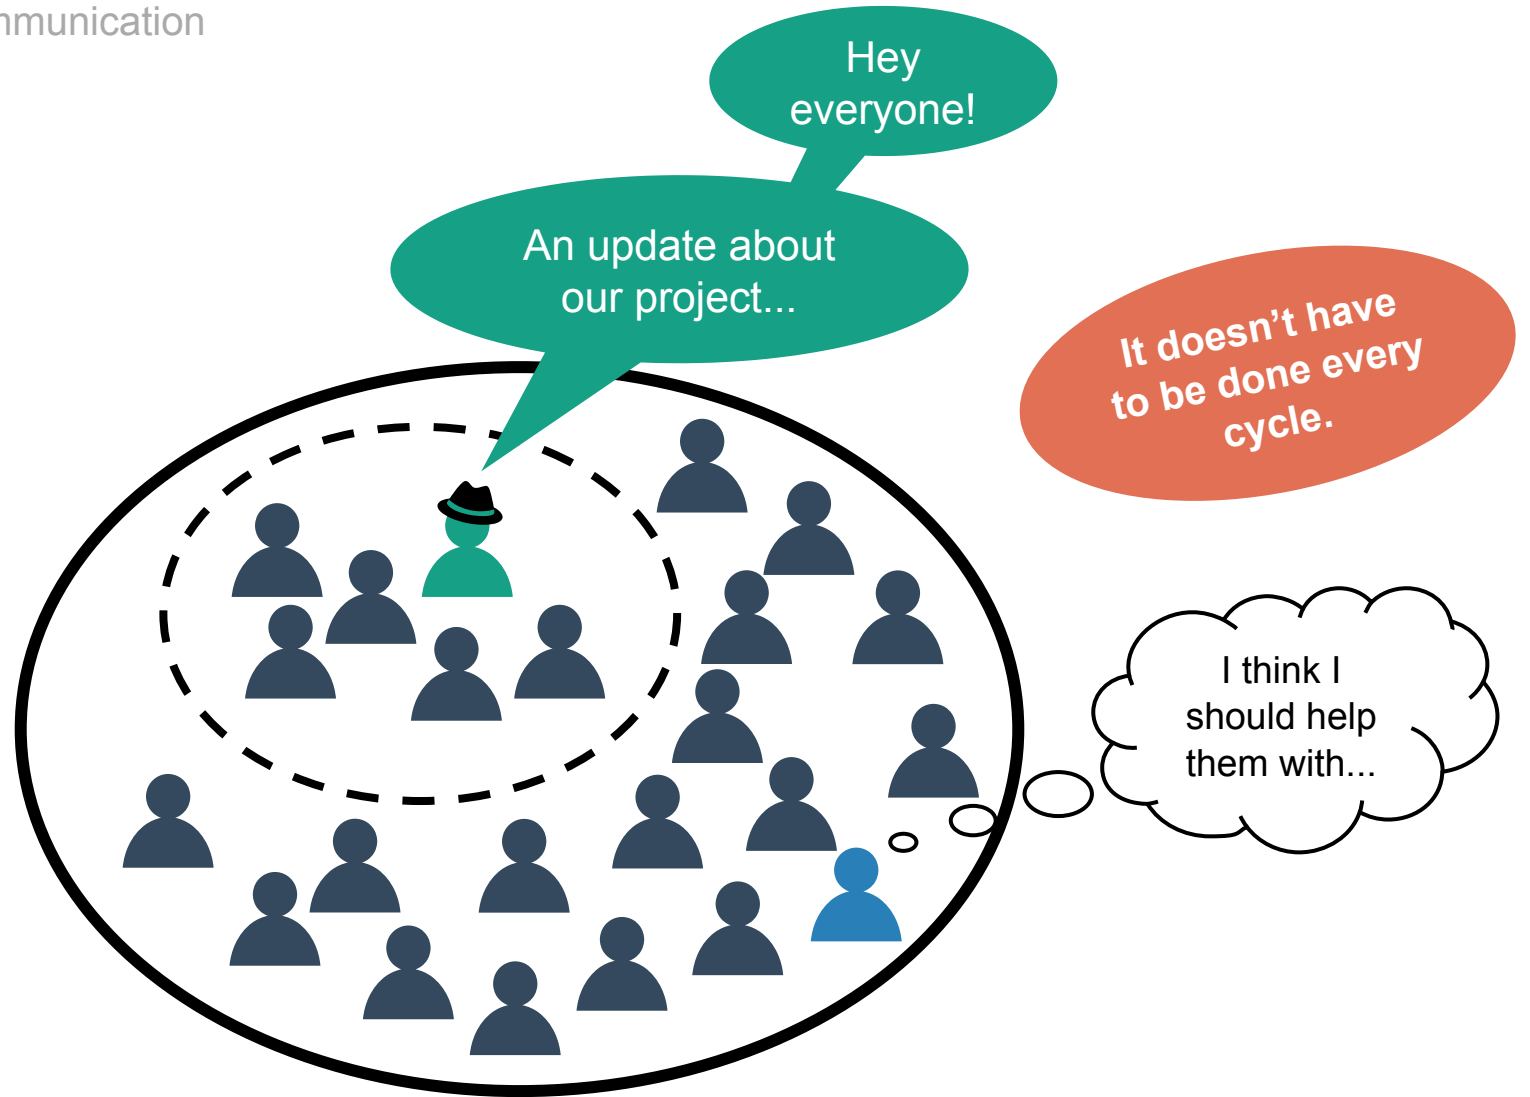 mmunication
Hey
everyone!
An update about
our project...
It doesn’t have
to be done every
cycle.
I think I
should help
them with...